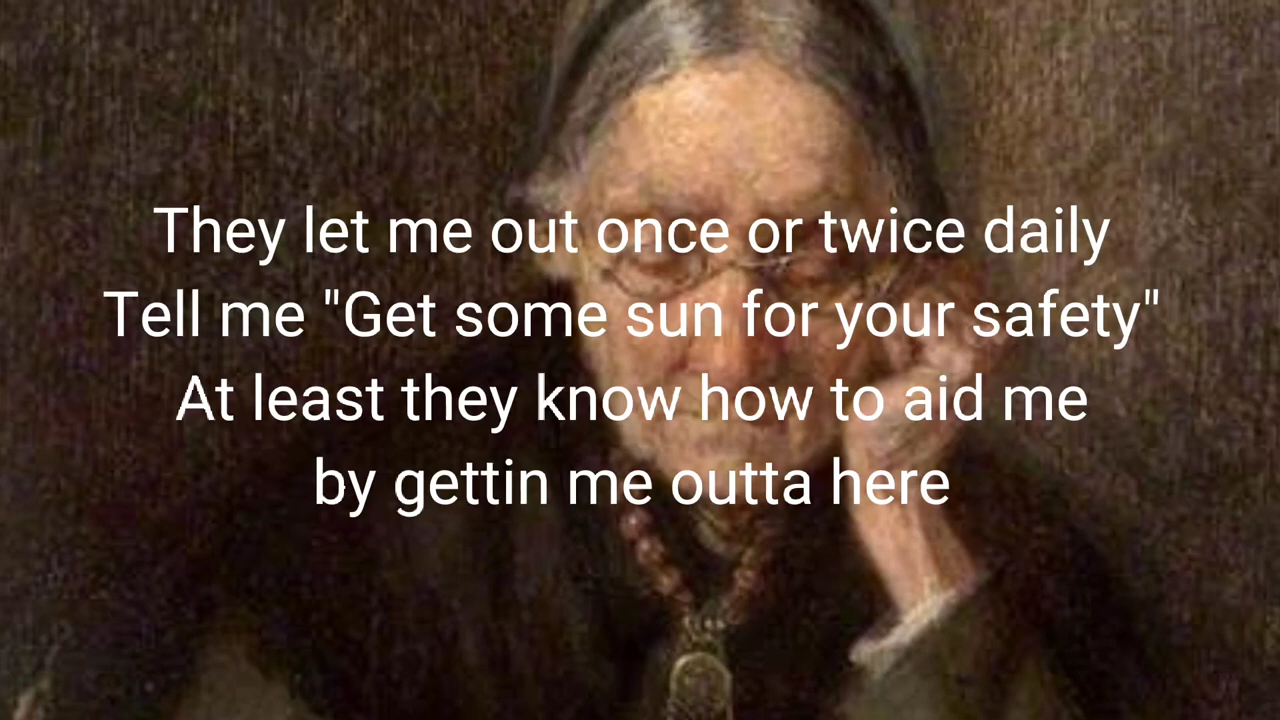 They let me out once or twice daily
Tell me "Get some sun for your safety"
At least they know how to aid me
by gettin me outta here